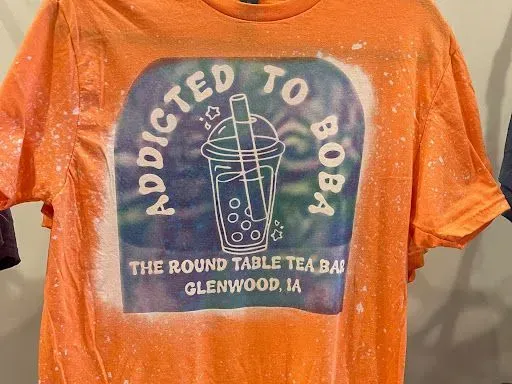 ADDICTED TO BOBA
THE ROUND TABLE TEA BAR
GLENWOOD, IA